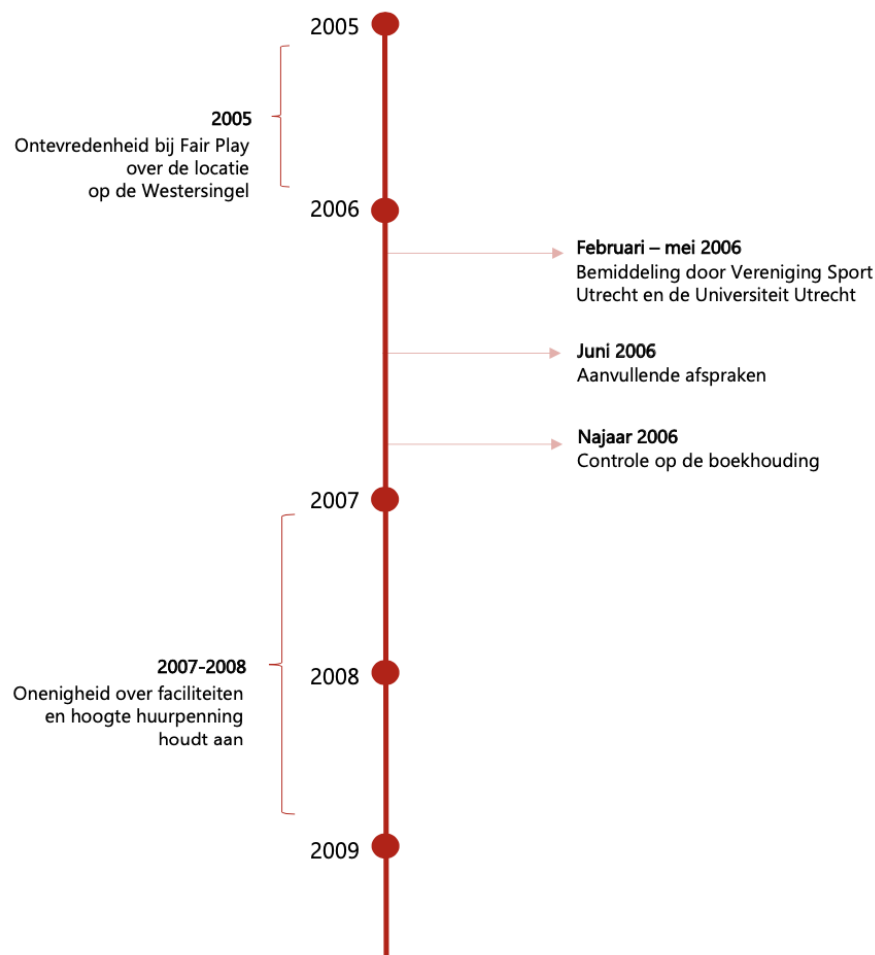 2005
2005
Ontevredenheid bij Fair Play
over de locatie
op de Westersingel
2006
Februari – mei 2006
Bemiddeling door Vereniging Sport
Utrecht en de Universiteit Utrecht
Juni 2006
Aanvullende afspraken
Najaar 2006
Controle op de boekhouding
2007
2007-2008
Onenigheid over faciliteiten
en hoogte huurpenning
houdt aan
2008
2009